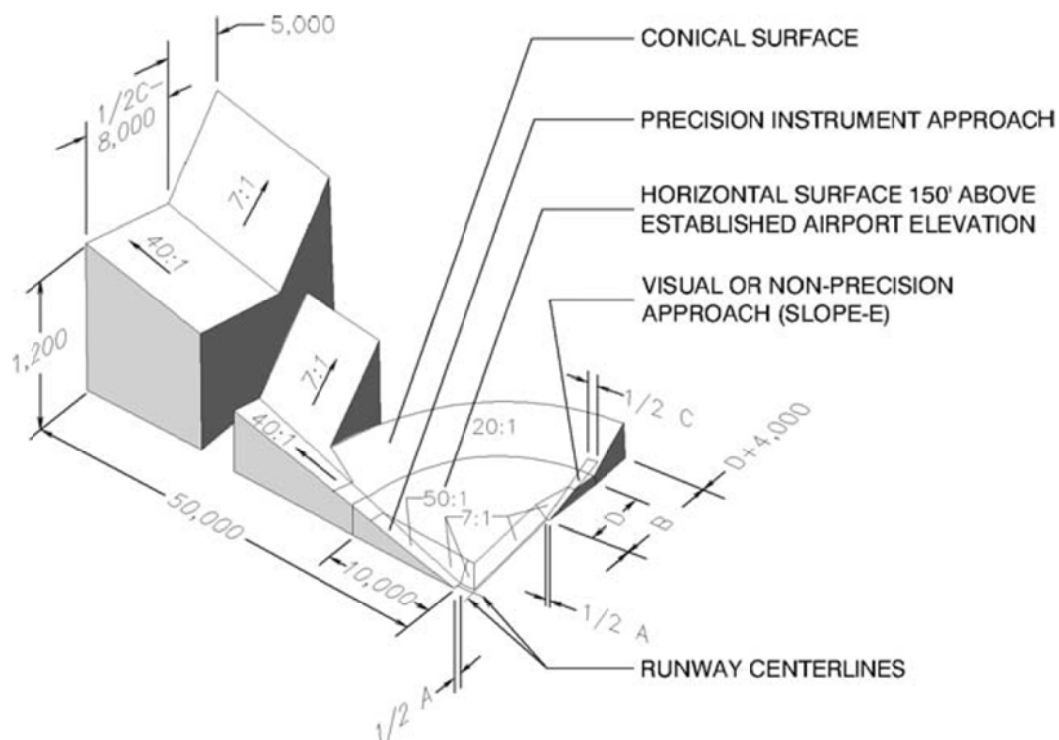 5,000
1/2C-
8,000
7:1
40:1
1,200
7:1
40:1
50,000
10,000
50:1
7:1
20:1
CONICAL SURFACE
PRECISION INSTRUMENT APPROACH
HORIZONTAL SURFACE 150' ABOVE
ESTABLISHED AIRPORT ELEVATION
VISUAL OR NON-PRECISION
APPROACH (SLOPE-E)
1/2 C
D+4,000
D
B
1/2 A
1/2 A
RUNWAY CENTERLINES